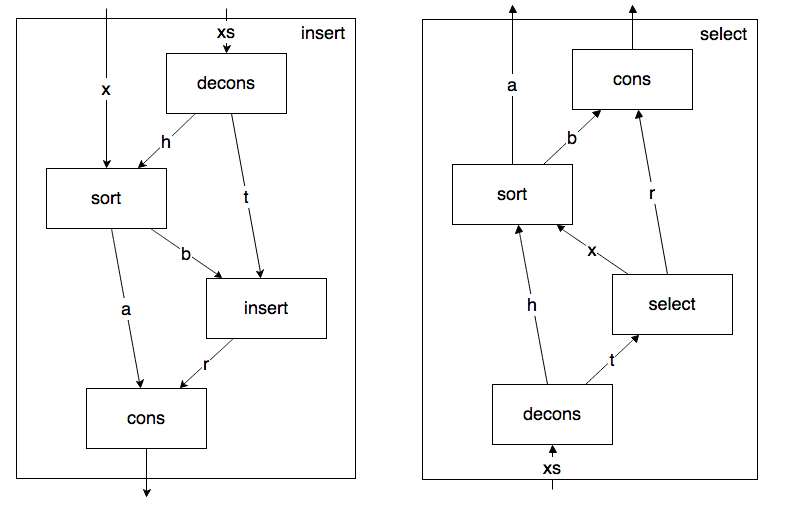 insert
xs
decons
x
h
sort
t
b
insert
a
r
cons
select
a
cons
b
sort
r
x
h
select
t
decons
xs